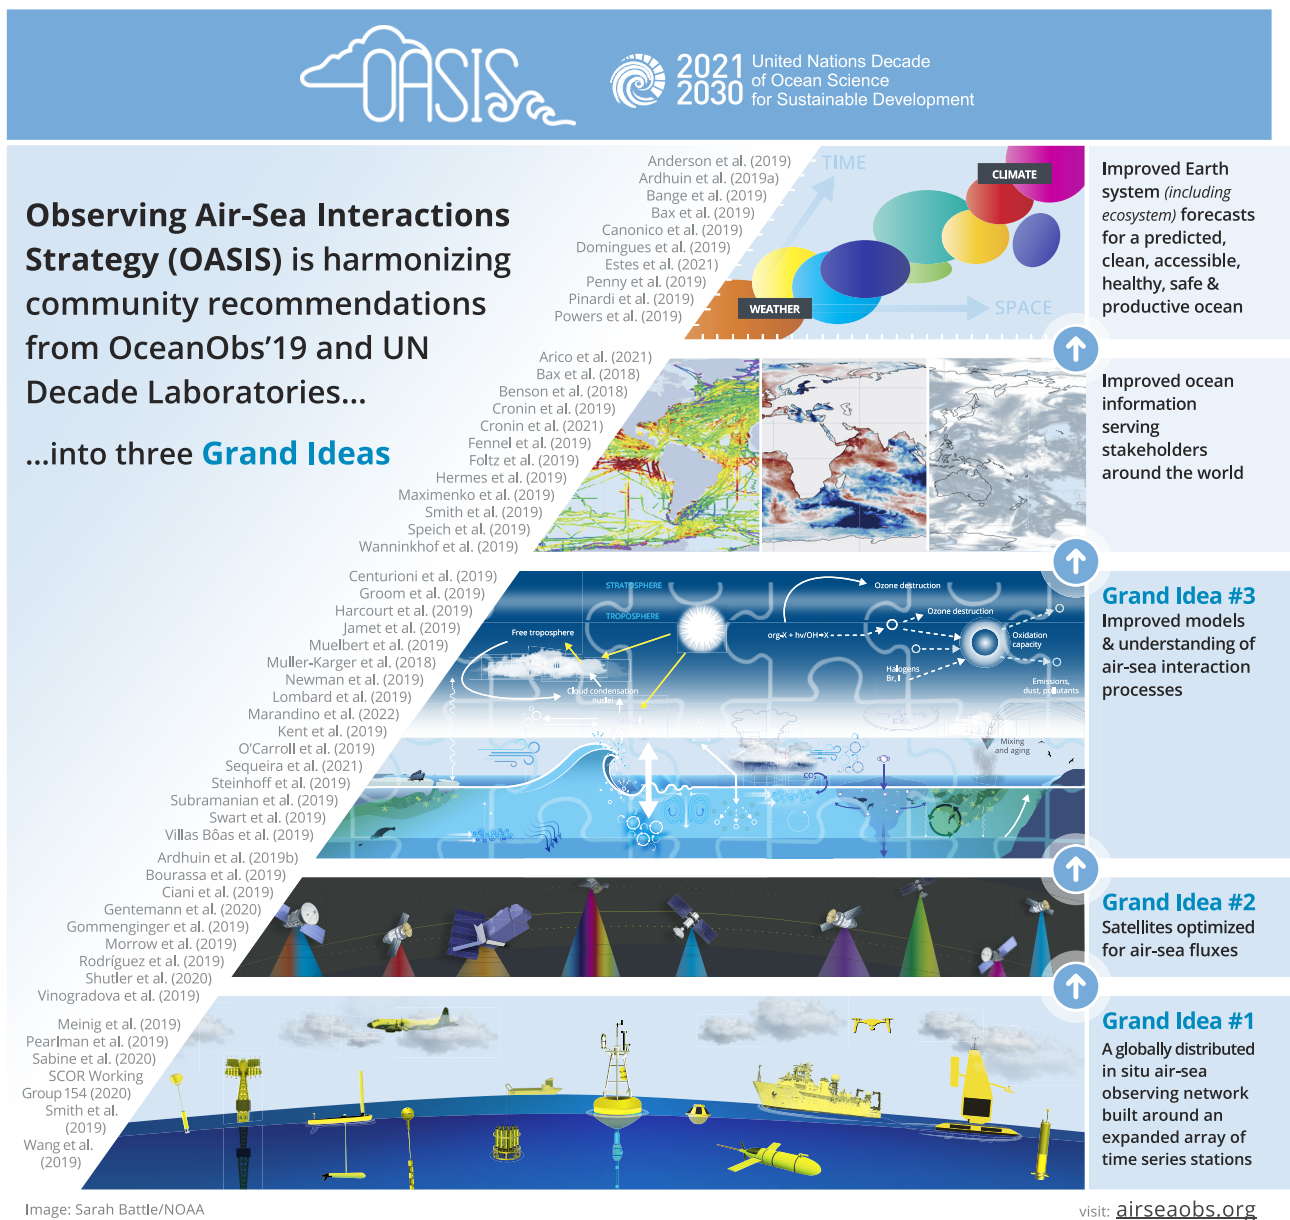 OASIS
2021
2030
United Nations Decade
of Ocean Science
for Sustainable Development
Observing Air-Sea Interactions
Strategy (OASIS) is harmonizing
community recommendations
from OceanObs’19 and UN
Decade Laboratories...
...into three Grand Ideas
Anderson et al. (2019)
Ardhuin et al. (2019a)
Bange et al. (2019)
Bax et al. (2019)
Canonico et al. (2019)
Domingues et al. (2019)
Estes et al. (2021)
Penny et al. (2019)
Pinardi et al. (2019)
Powers et al. (2019)
TIME
CLIMATE
WEATHER
SPACE
Improved Earth
system (including
ecosystem) forecasts
for a predicted,
clean, accessible,
healthy, safe &
productive ocean
Arico et al. (2021)
Bax et al. (2018)
Benson et al. (2018)
Cronin et al. (2019)
Cronin et al. (2021)
Fennel et al. (2019)
Foltz et al. (2019)
Hermes et al. (2019)
Maximenko et al. (2019)
Smith et al. (2019)
Speich et al. (2019)
Wanninkhof et al. (2019)
Improved ocean
information
serving
stakeholders
around the world
Centurioni et al. (2019)
Groom et al. (2019)
Harcourt et al. (2019)
Jamet et al. (2019)
Muelbert et al. (2019)
Muller-Karger et al. (2018)
Newman et al. (2019)
Lombard et al. (2019)
Marandino et al. (2022)
Kent et al. (2019)
O’Carroll et al. (2019)
Sequeira et al. (2021)
Steinhoff et al. (2019)
Subramanian et al. (2019)
Swart et al. (2019)
Villas Bôas et al. (2019)
STRATOSPHERE
TROPOSPHERE
Free troposphere
Cloud condensation
nuclei
Ozone destruction
Ozone destruction
org-X + hv/OH→X
Oxidation
capacity
Halogens
Br, I
Emissions,
dust, pollutants
Mixing
and aging
CO₂
Grand Idea #3
Improved models
& understanding of
air-sea interaction
processes
Ardhuin et al. (2019b)
Bourassa et al. (2019)
Ciani et al. (2019)
Gentemann et al. (2020)
Gommenginger et al. (2019)
Morrow et al. (2019)
Rodríguez et al. (2019)
Shutler et al. (2020)
Vinogradova et al. (2019)
Grand Idea #2
Satellites optimized
for air-sea fluxes
Meinig et al. (2019)
Pearlman et al. (2019)
Sabine et al. (2020)
SCOR Working
Group 154 (2020)
Smith et al.
(2019)
Wang et al.
(2019)
Grand Idea #1
A globally distributed
in situ air-sea
observing network
built around an
expanded array of
time series stations
Image: Sarah Battle/NOAA
visit: airseaobs.org